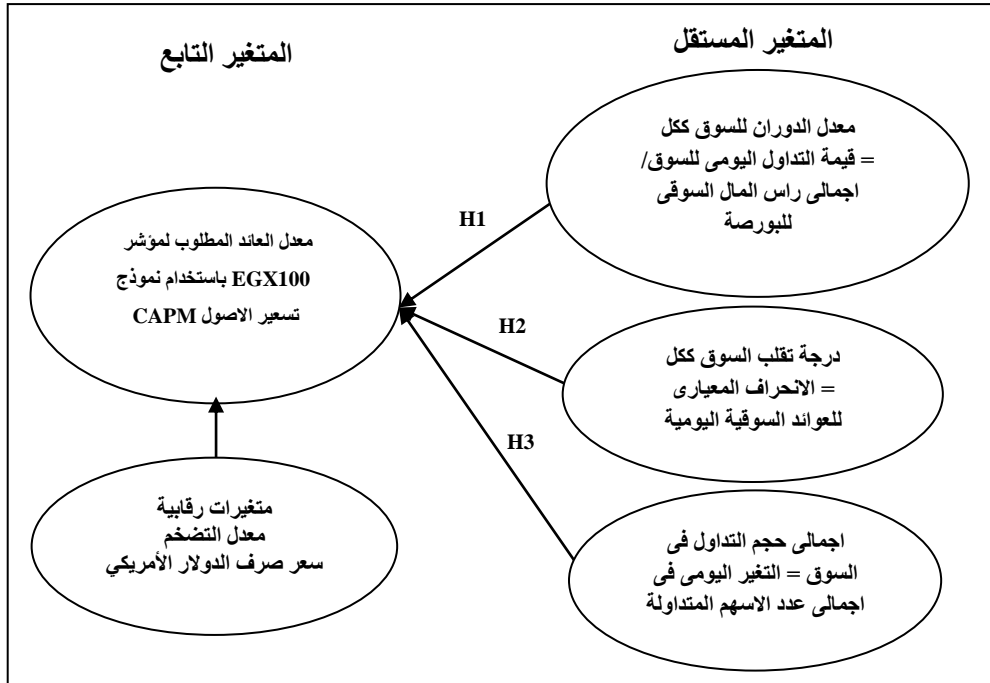 المتغير المستقل
المتغير التابع
معدل الدوران للسوق ككل
= قيمة التداول اليومى للسوق/
اجمالى راس المال السوقى
للبورصة
H1
معدل العائد المطلوب لمؤشر
EGX100 باستخدام نموذج
تسعير الاصول CAPM
H2
درجة تقلب السوق ككل
= الانحراف المعيارى
للعوائد السوقية اليومية
H3
متغيرات رقابية
معدل التضخم
سعر صرف الدولار الأمريكي
اجمالى حجم التداول فى
السوق = التغير اليومى فى
اجمالى عدد الاسهم المتداولة